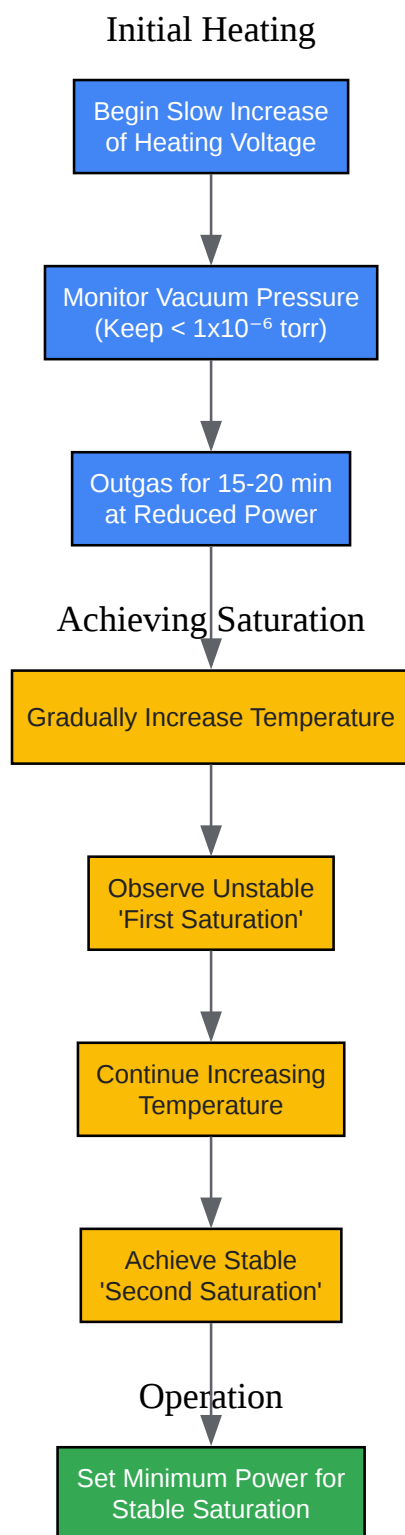 Initial Heating
Begin Slow Increase
of Heating Voltage
Monitor Vacuum Pressure
(Keep < 1x10⁻⁶ torr)
Outgas for 15-20 min
at Reduced Power
Achieving Saturation
Gradually Increase Temperature
Observe Unstable
'First Saturation'
Continue Increasing
Temperature
Achieve Stable
'Second Saturation'
Operation
Set Minimum Power for
Stable Saturation